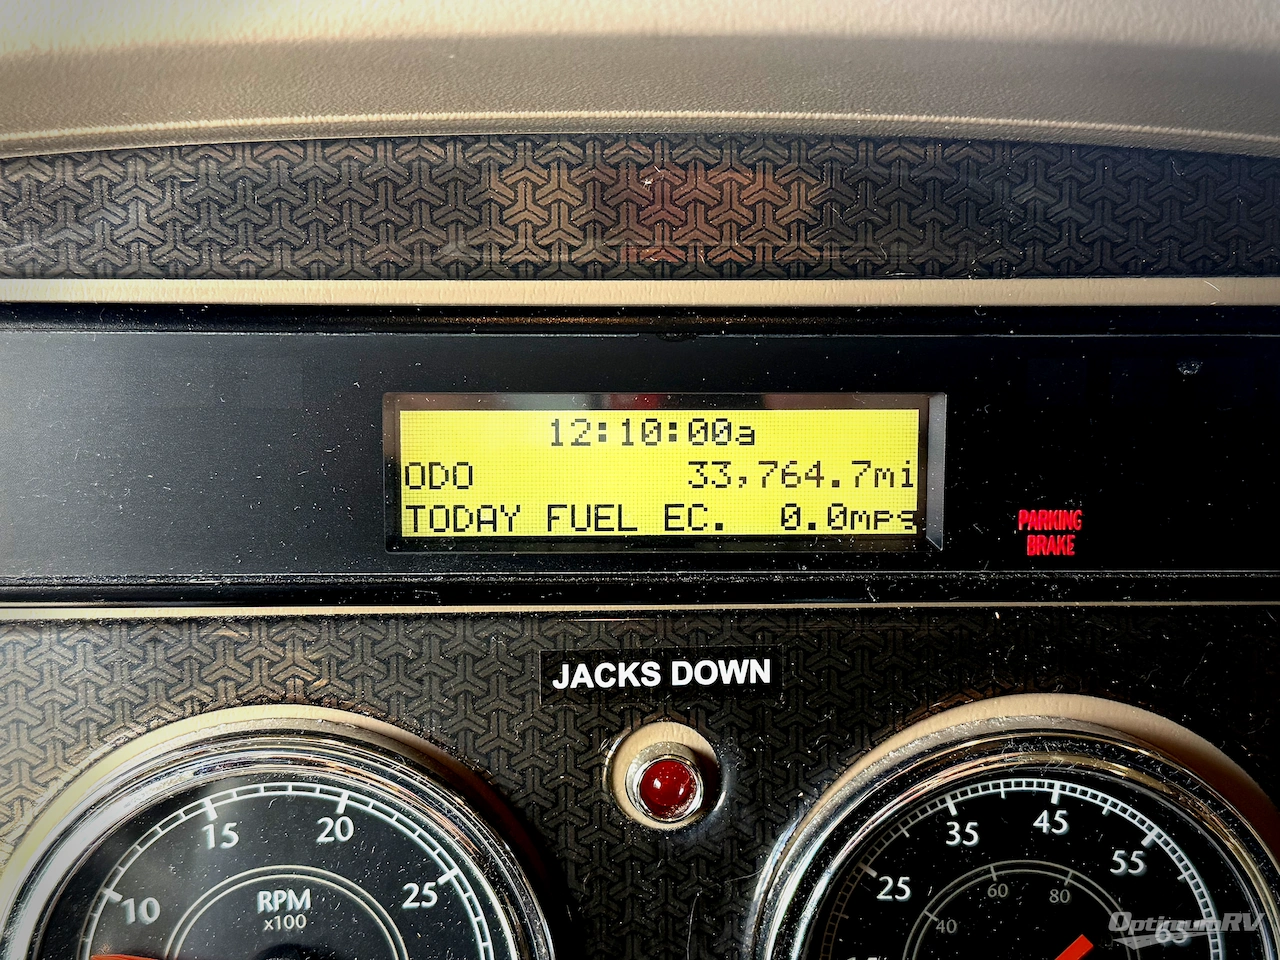 12:10:00a
ODO 33,764.7mi
TODAY FUEL EC. 0.0mpg
PARKING
BRAKE
JACKS DOWN
10 15 20 25
RPM
x100
25 35 45 55 65
40 60 80
OptimumRV